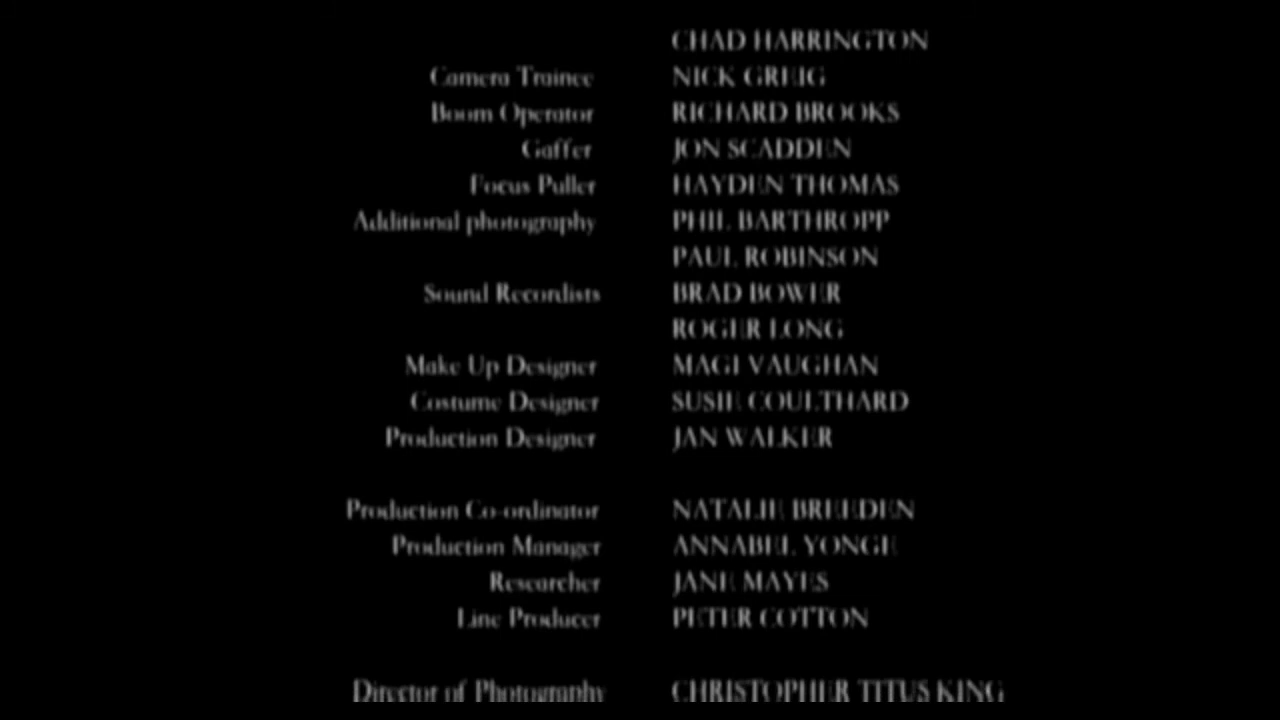 CHAD HARRINGTON
Camera Trainee NICK GREIG
Boom Operator RICHARD BROOKS
Gaffer JON SCADDEN
Focus Puller HAYDEN THOMAS
Additional photography PHIL BARTHROPP
PAUL ROBINSON
Sound Recordists BRAD BOWER
ROGER LONG
Make Up Designer MAGI VAUGHAN
Costume Designer SUSIE COULTHARD
Production Designer JAN WALKER
Production Co-ordinator NATALIE BREEDEN
Production Manager ANNABEL YONGE
Researcher JANE MAYES
Line Producer PETER COTTON
Director of Photography CHRISTOPHER TITUS KING